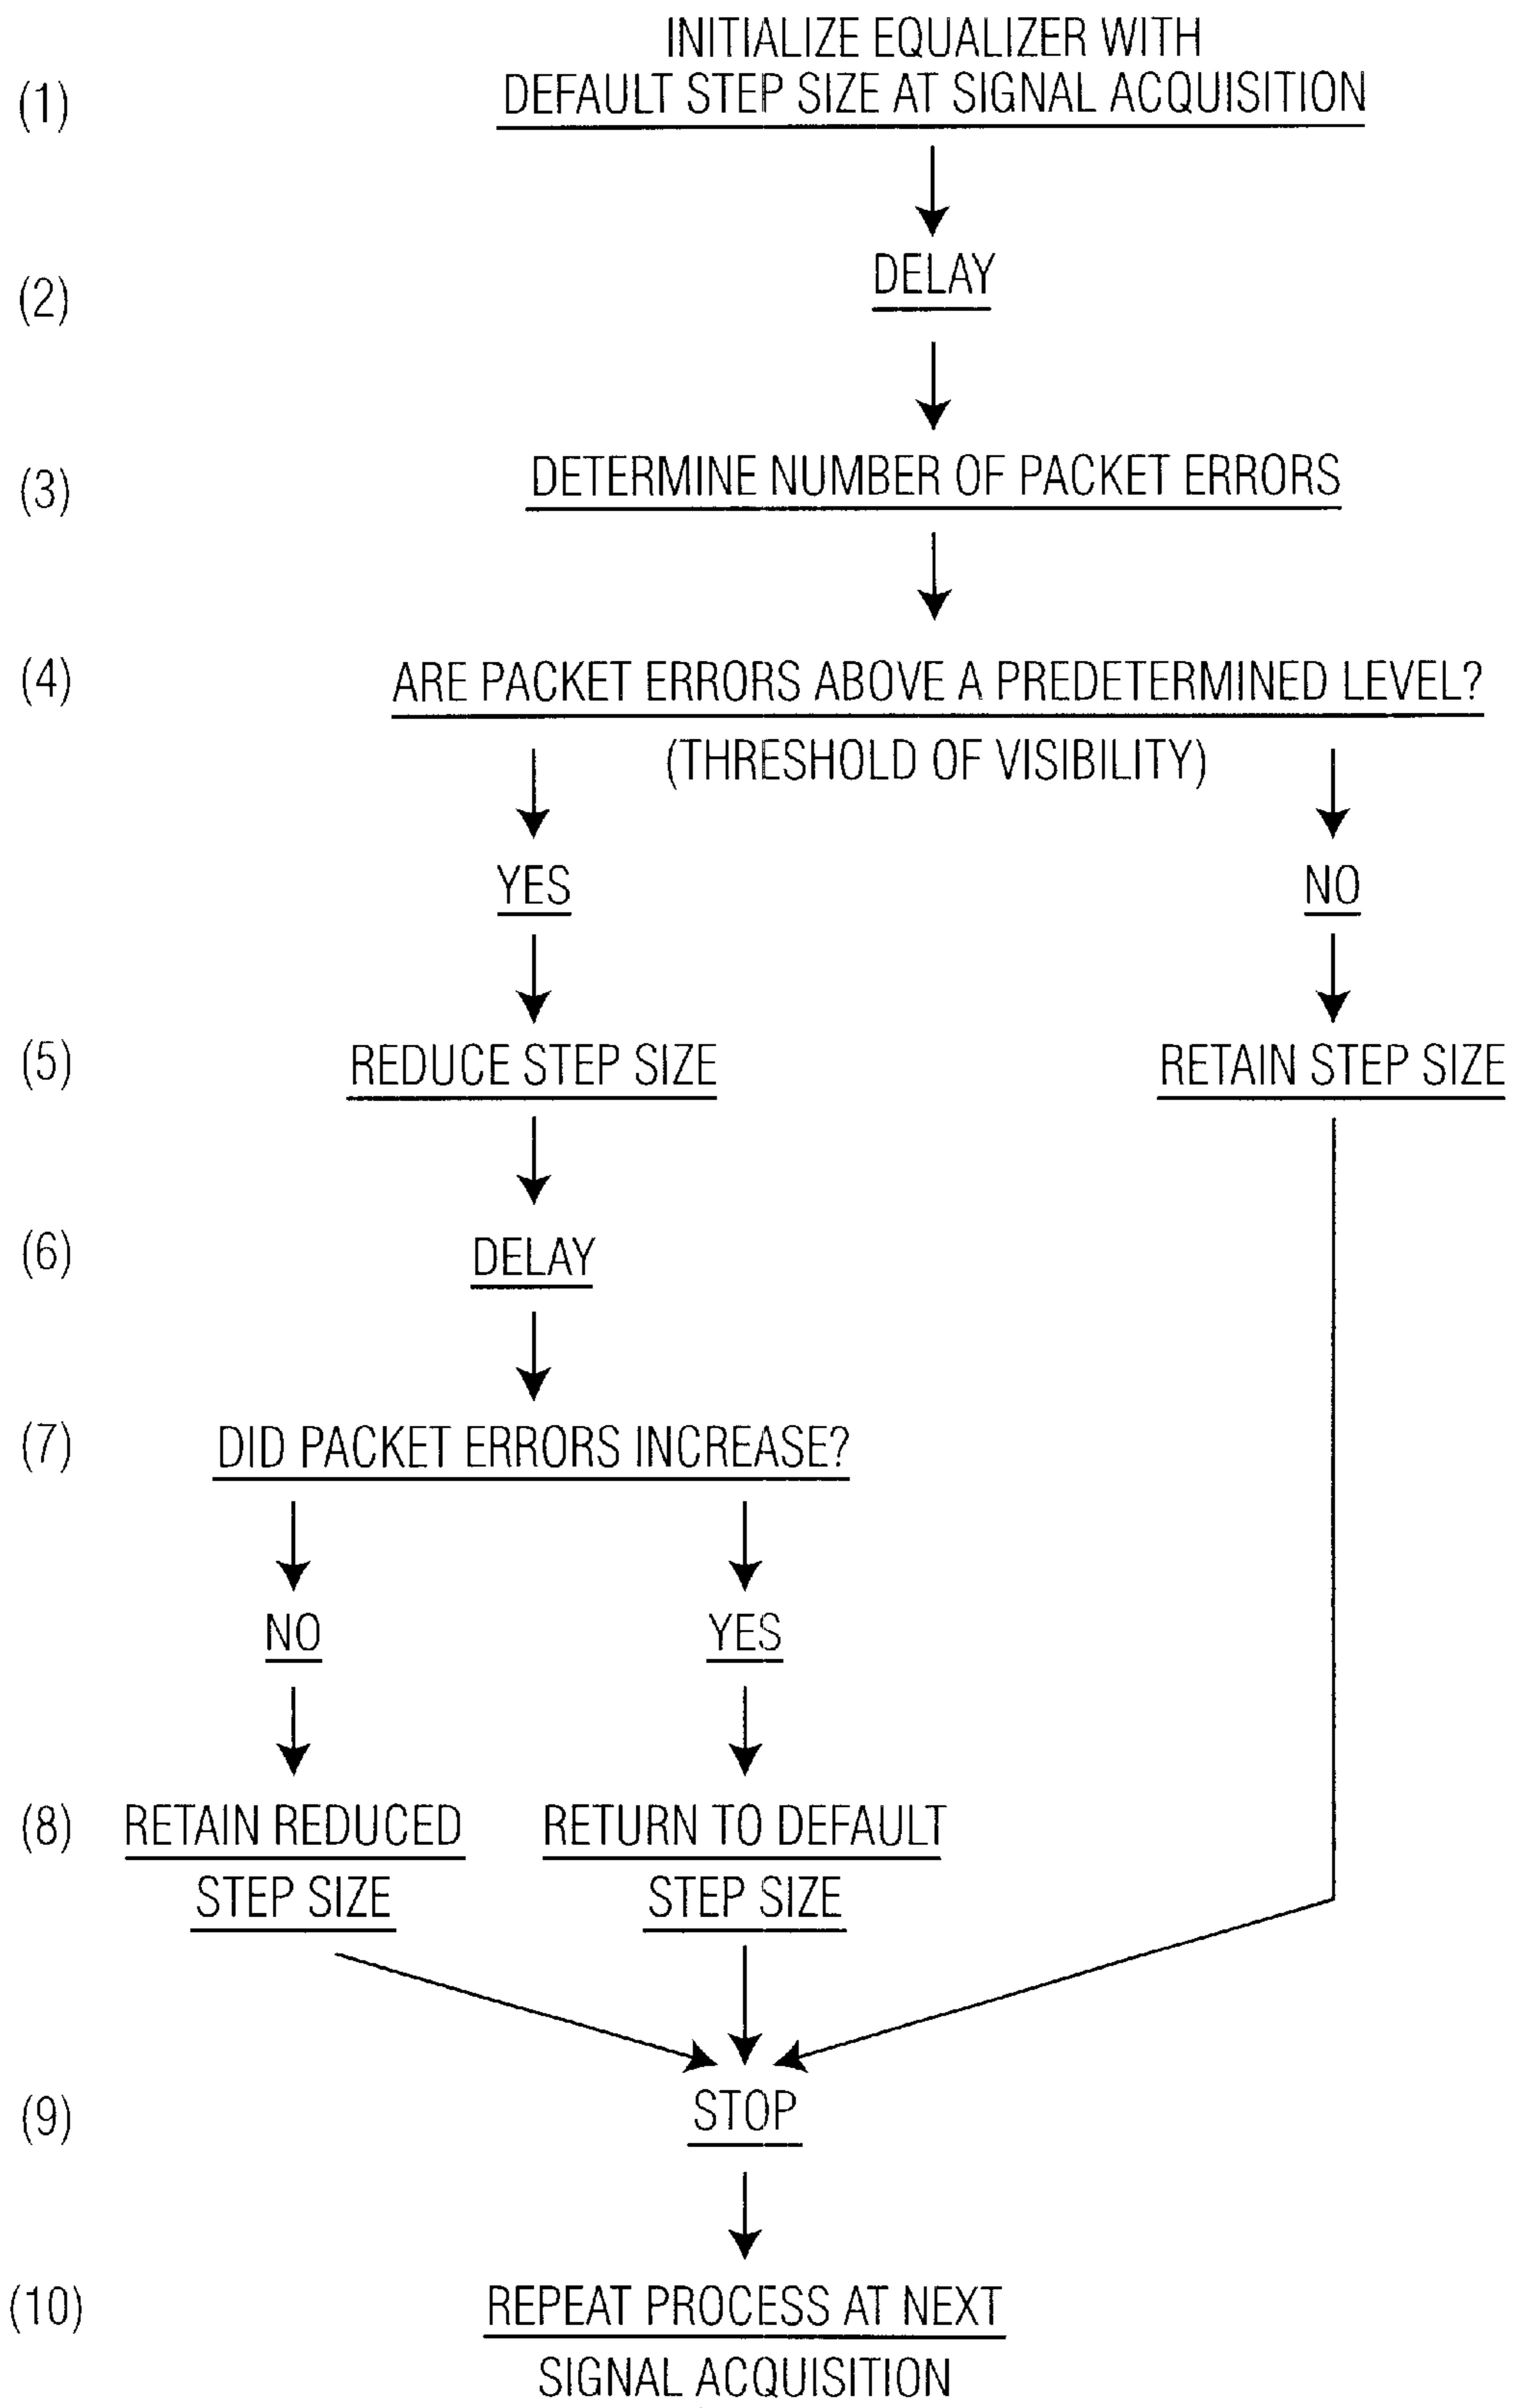 INITIALIZE EQUALIZER WITH
(1) DEFAULT STEP SIZE AT SIGNAL ACQUISITION
(2) DELAY
(3) DETERMINE NUMBER OF PACKET ERRORS
(4) ARE PACKET ERRORS ABOVE A PREDETERMINED LEVEL?
(THRESHOLD OF VISIBILITY)
YES NO
(5) REDUCE STEP SIZE RETAIN STEP SIZE
(6) DELAY
(7) DID PACKET ERRORS INCREASE?
NO YES
(8) RETAIN REDUCED RETURN TO DEFAULT
STEP SIZE STEP SIZE
(9) STOP
(10) REPEAT PROCESS AT NEXT
SIGNAL ACQUISITION